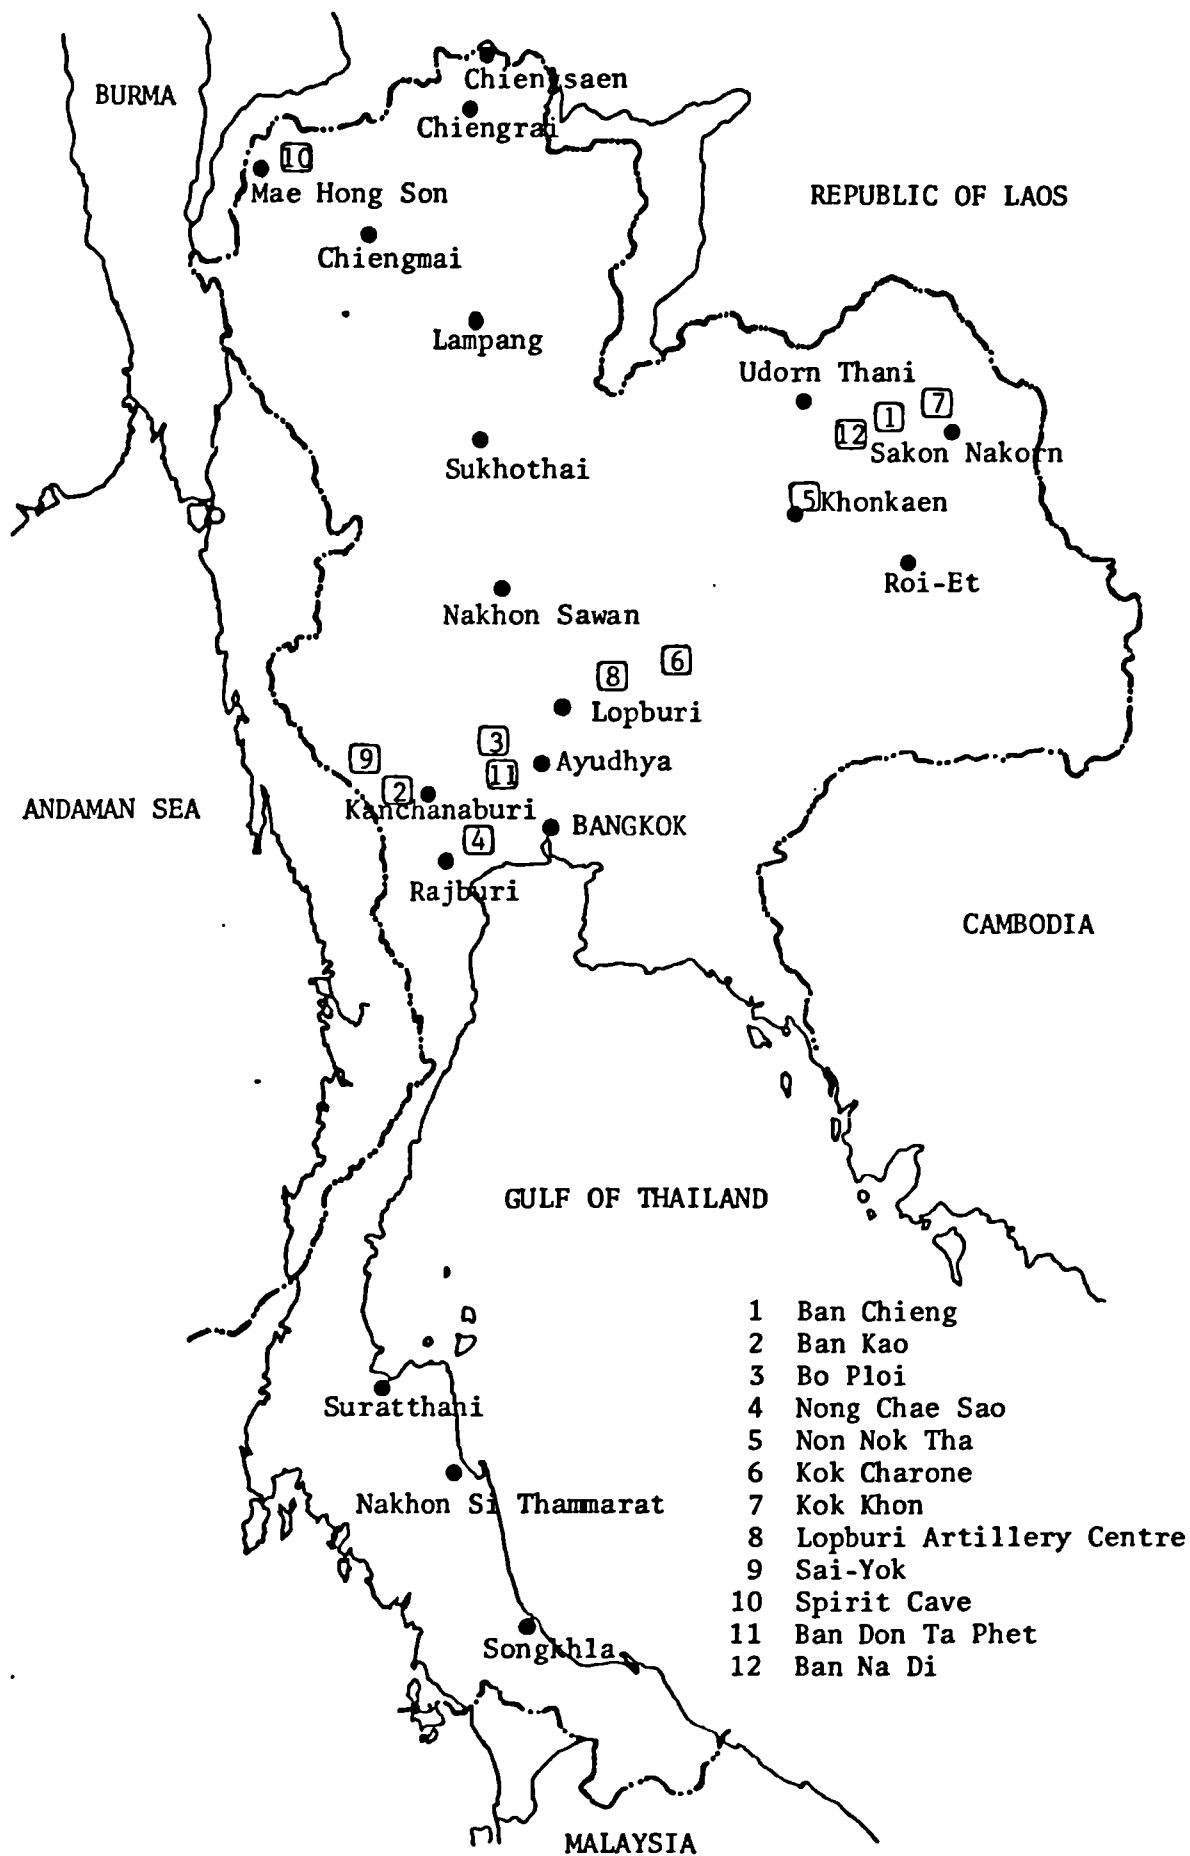 Chiengsaen
BURMA
Chiengrai
10
Mae Hong Son
REPUBLIC OF LAOS
Chiengmai
Lampang
Udorn Thani
7
1
12
Sakon Nakorn
Sukhothai
5
Khonkaen
Roi-Et
Nakhon Sawan
6
8
Lopburi
3
9
Ayudhya
11
2
Kanchanaburi
ANDAMAN SEA
BANGKOK
4
Rajburi
CAMBODIA
GULF OF THAILAND
1 Ban Chieng
2 Ban Kao
3 Bo Ploi
4 Nong Chae Sao
5 Non Nok Tha
6 Kok Charone
7 Kok Khon
8 Lopburi Artillery Centre
9 Sai-Yok
10 Spirit Cave
11 Ban Don Ta Phet
12 Ban Na Di
Suratthani
Nakhon Si Thammarat
Songkhla
MALAYSIA